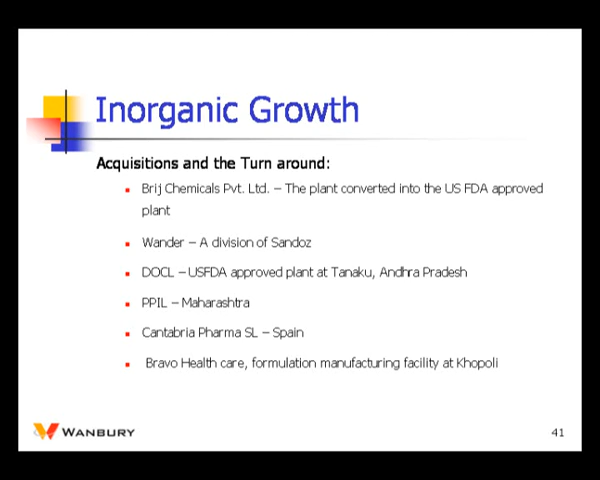 Inorganic Growth
Acquisitions and the Turn around:
Brij Chemicals Pvt. Ltd. – The plant converted into the US FDA approved
plant
Wander – A division of Sandoz
DOCL – USFDA approved plant at Tanaku, Andhra Pradesh
PPIL – Maharashtra
Cantabria Pharma SL – Spain
Bravo Health care, formulation manufacturing facility at Khopoli
WANBURY
41